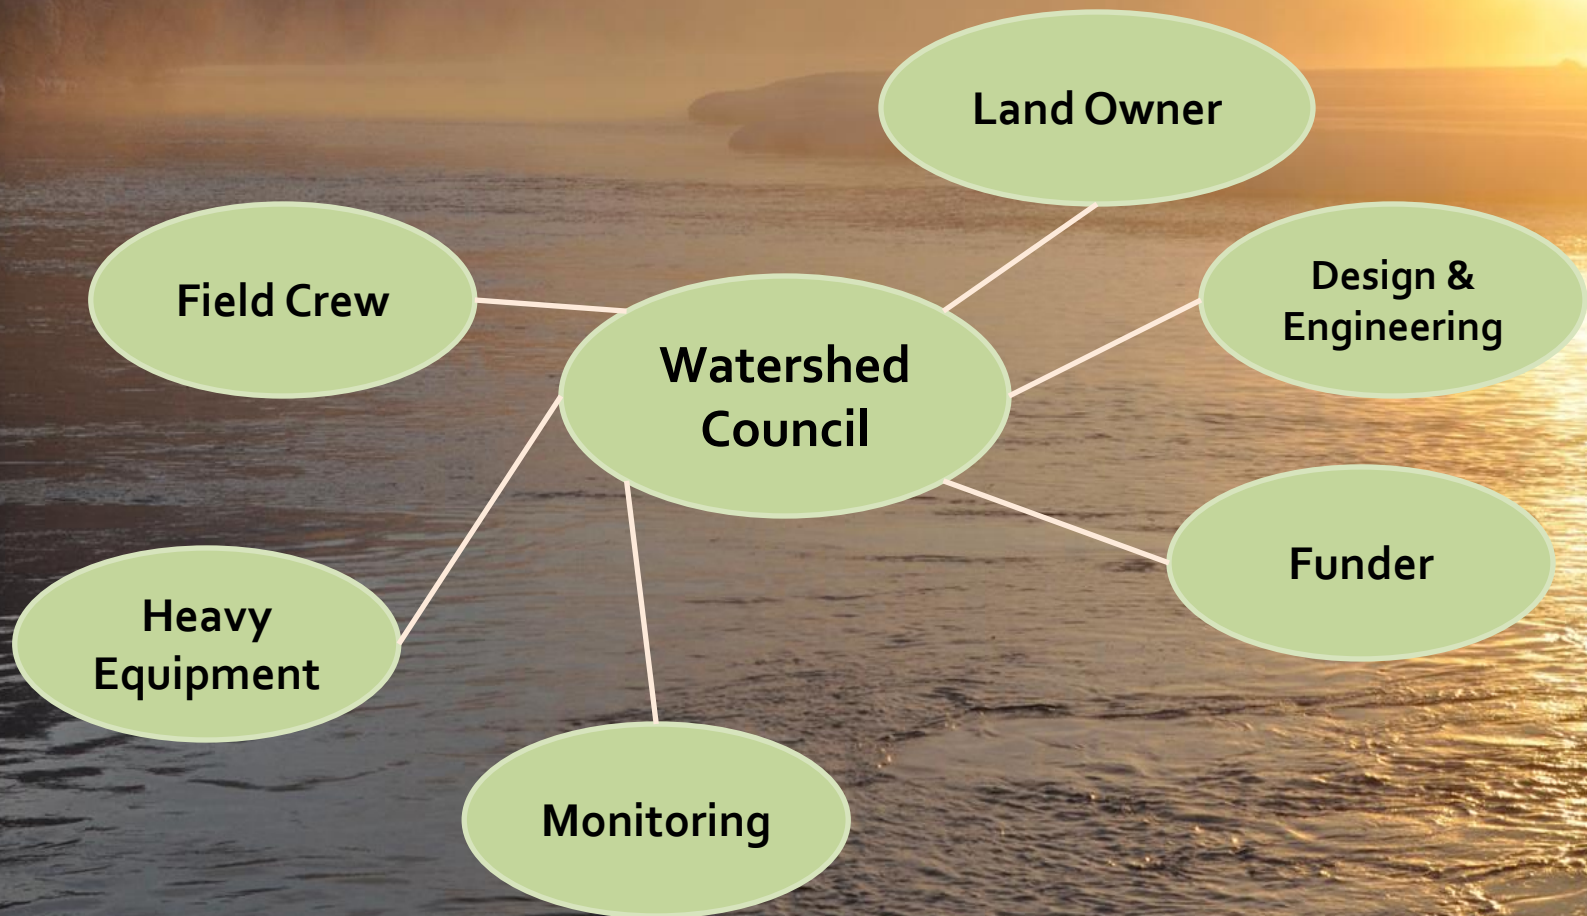 Land Owner
Field Crew
Design &
Engineering
Watershed
Council
Funder
Heavy
Equipment
Monitoring